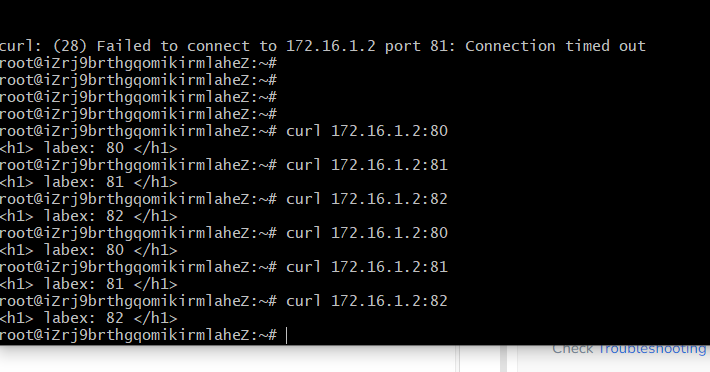 curl: (28) Failed to connect to 172.16.1.2 port 81: Connection timed out
root@iZrj9brthgqomikirmlaheZ:~#
root@iZrj9brthgqomikirmlaheZ:~#
root@iZrj9brthgqomikirmlaheZ:~#
root@iZrj9brthgqomikirmlaheZ:~#
root@iZrj9brthgqomikirmlaheZ:~# curl 172.16.1.2:80
<h1> labex: 80 </h1>
root@iZrj9brthgqomikirmlaheZ:~# curl 172.16.1.2:81
<h1> labex: 81 </h1>
root@iZrj9brthgqomikirmlaheZ:~# curl 172.16.1.2:82
<h1> labex: 82 </h1>
root@iZrj9brthgqomikirmlaheZ:~# curl 172.16.1.2:80
<h1> labex: 80 </h1>
root@iZrj9brthgqomikirmlaheZ:~# curl 172.16.1.2:81
<h1> labex: 81 </h1>
root@iZrj9brthgqomikirmlaheZ:~# curl 172.16.1.2:82
<h1> labex: 82 </h1>
root@iZrj9brthgqomikirmlaheZ:~#
Check Troubleshooting